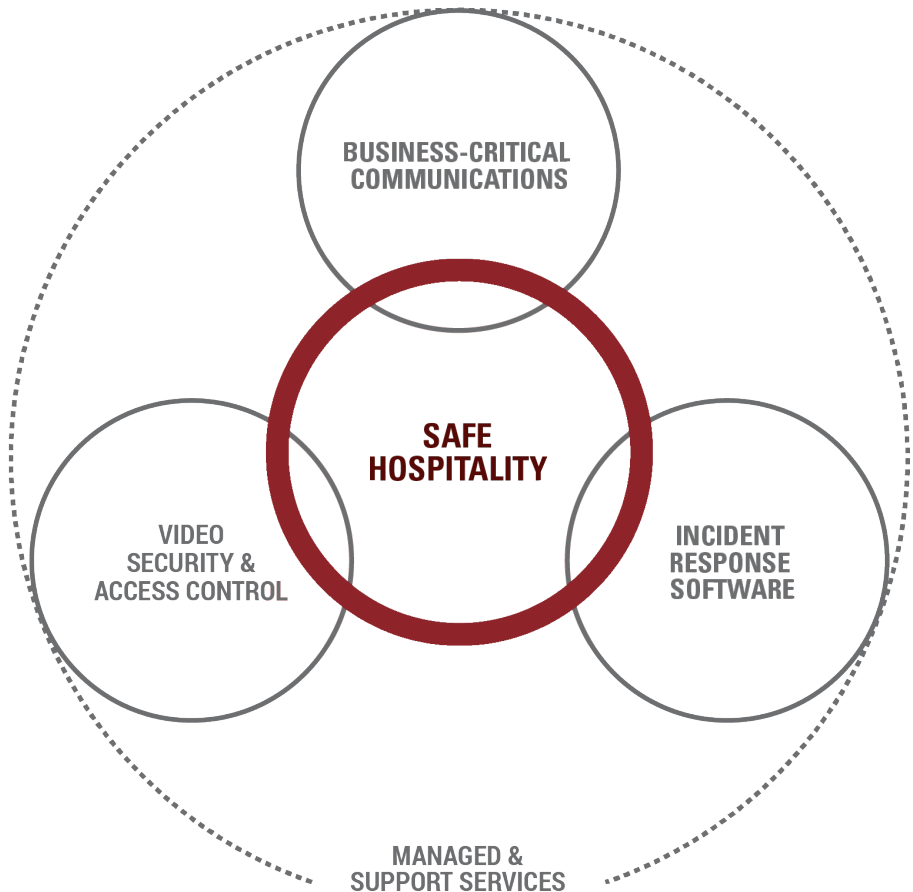 BUSINESS-CRITICAL
COMMUNICATIONS
SAFE
HOSPITALITY
VIDEO
SECURITY &
ACCESS CONTROL
INCIDENT
RESPONSE
SOFTWARE
MANAGED &
SUPPORT SERVICES